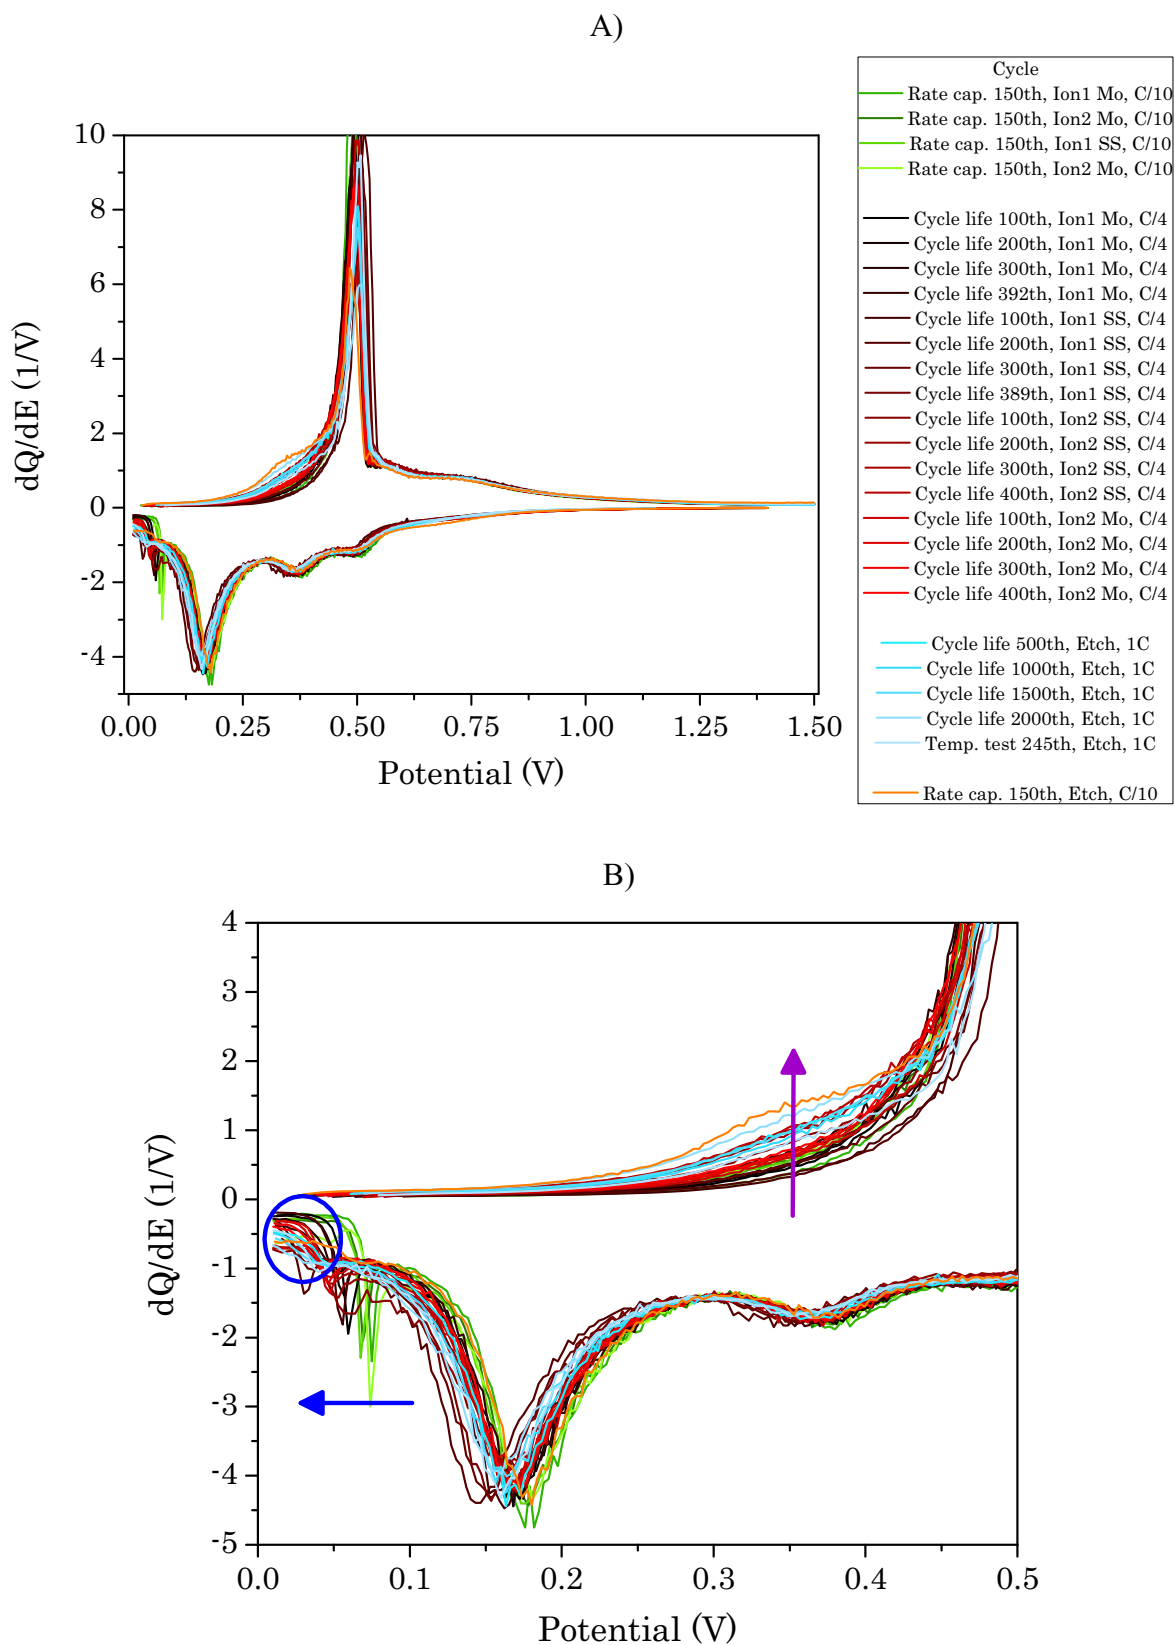 A)
Cycle
Rate cap. 150th, Ion1 Mo, C/10
Rate cap. 150th, Ion2 Mo, C/10
Rate cap. 150th, Ion1 SS, C/10
Rate cap. 150th, Ion2 Mo, C/10
Cycle life 100th, Ion1 Mo, C/4
Cycle life 200th, Ion1 Mo, C/4
Cycle life 300th, Ion1 Mo, C/4
Cycle life 392th, Ion1 Mo, C/4
Cycle life 100th, Ion1 SS, C/4
Cycle life 200th, Ion1 SS, C/4
Cycle life 300th, Ion1 SS, C/4
Cycle life 389th, Ion1 SS, C/4
Cycle life 100th, Ion2 SS, C/4
Cycle life 200th, Ion2 SS, C/4
Cycle life 300th, Ion2 SS, C/4
Cycle life 400th, Ion2 SS, C/4
Cycle life 100th, Ion2 Mo, C/4
Cycle life 200th, Ion2 Mo, C/4
Cycle life 300th, Ion2 Mo, C/4
Cycle life 400th, Ion2 Mo, C/4
Cycle life 500th, Etch, 1C
Cycle life 1000th, Etch, 1C
Cycle life 1500th, Etch, 1C
Cycle life 2000th, Etch, 1C
Temp. test 245th, Etch, 1C
Rate cap. 150th, Etch, C/10
10
8
6
4
2
0
-2
-4
dQ/dE (1/V)
0.00 0.25 0.50 0.75 1.00 1.25 1.50
Potential (V)
B)
4
3
2
1
0
-1
-2
-3
-4
-5
dQ/dE (1/V)
0.0 0.1 0.2 0.3 0.4 0.5
Potential (V)